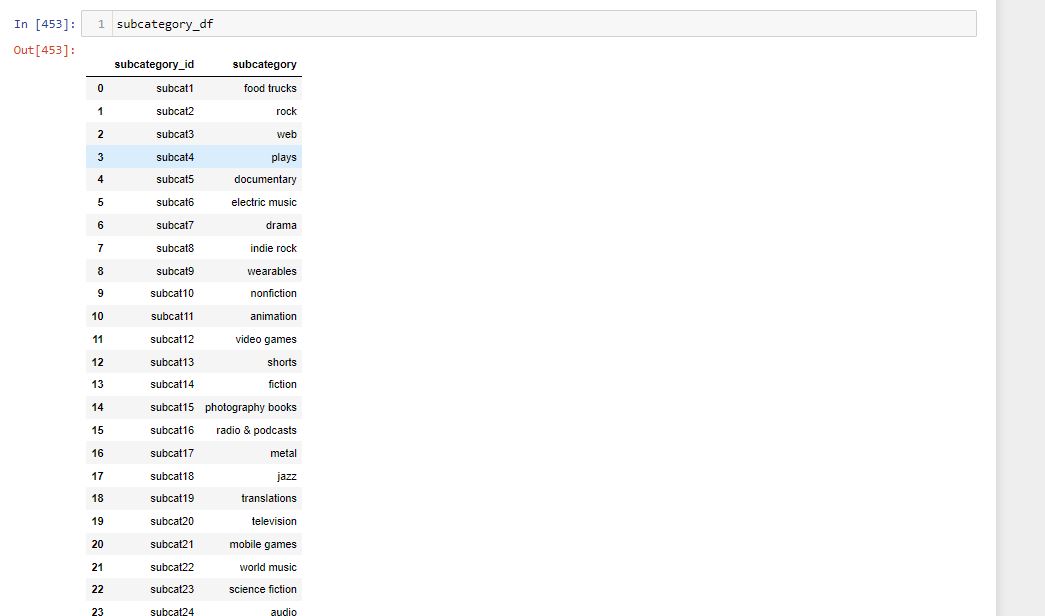 In [453]: 1 subcategory_df
Out[453]:
subcategory_id subcategory
0 subcat1 food trucks
1 subcat2 rock
2 subcat3 web
3 subcat4 plays
4 subcat5 documentary
5 subcat6 electric music
6 subcat7 drama
7 subcat8 indie rock
8 subcat9 wearables
9 subcat10 nonfiction
10 subcat11 animation
11 subcat12 video games
12 subcat13 shorts
13 subcat14 fiction
14 subcat15 photography books
15 subcat16 radio & podcasts
16 subcat17 metal
17 subcat18 jazz
18 subcat19 translations
19 subcat20 television
20 subcat21 mobile games
21 subcat22 world music
22 subcat23 science fiction
23 subcat24 audio